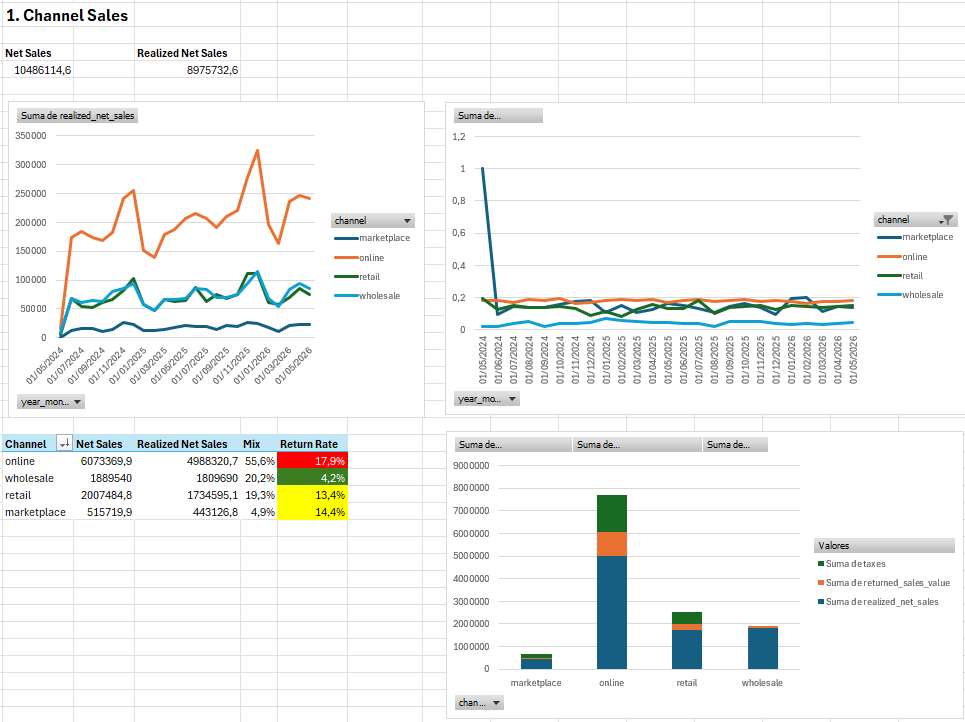 1. Channel Sales
Net Sales Realized Net Sales
10486114,6 8975732,6
Suma de realized_net_sales
350000
300000
250000
200000
150000
100000
50000
0
01/05/2024
01/07/2024
01/09/2024
01/11/2024
01/01/2025
01/03/2025
01/05/2025
01/07/2025
01/09/2025
01/11/2025
01/01/2026
01/03/2026
01/05/2026
channel
marketplace
online
retail
wholesale
year_mon...
Suma de...
1,2
1
0,8
0,6
0,4
0,2
0
01/05/2024
01/06/2024
01/07/2024
01/08/2024
01/09/2024
01/10/2024
01/11/2024
01/12/2024
01/01/2025
01/02/2025
01/03/2025
01/04/2025
01/05/2025
01/06/2025
01/07/2025
01/08/2025
01/09/2025
01/10/2025
01/11/2025
01/12/2025
01/01/2026
01/02/2026
01/03/2026
01/04/2026
01/05/2026
channel
marketplace
online
retail
wholesale
year_mo...
Channel Net Sales Realized Net Sales Mix Return Rate
online 6073369,9 4988320,7 55,6% 17,9%
wholesale 1889540 1809690 20,2% 4,2%
retail 2007484,8 1734595,1 19,3% 13,4%
marketplace 515719,9 443126,8 4,9% 14,4%
Suma de... Suma de... Suma de...
9000000
8000000
7000000
6000000
5000000
4000000
3000000
2000000
1000000
0
marketplace online retail wholesale
Valores
Suma de taxes
Suma de returned_sales_value
Suma de realized_net_sales
chan...